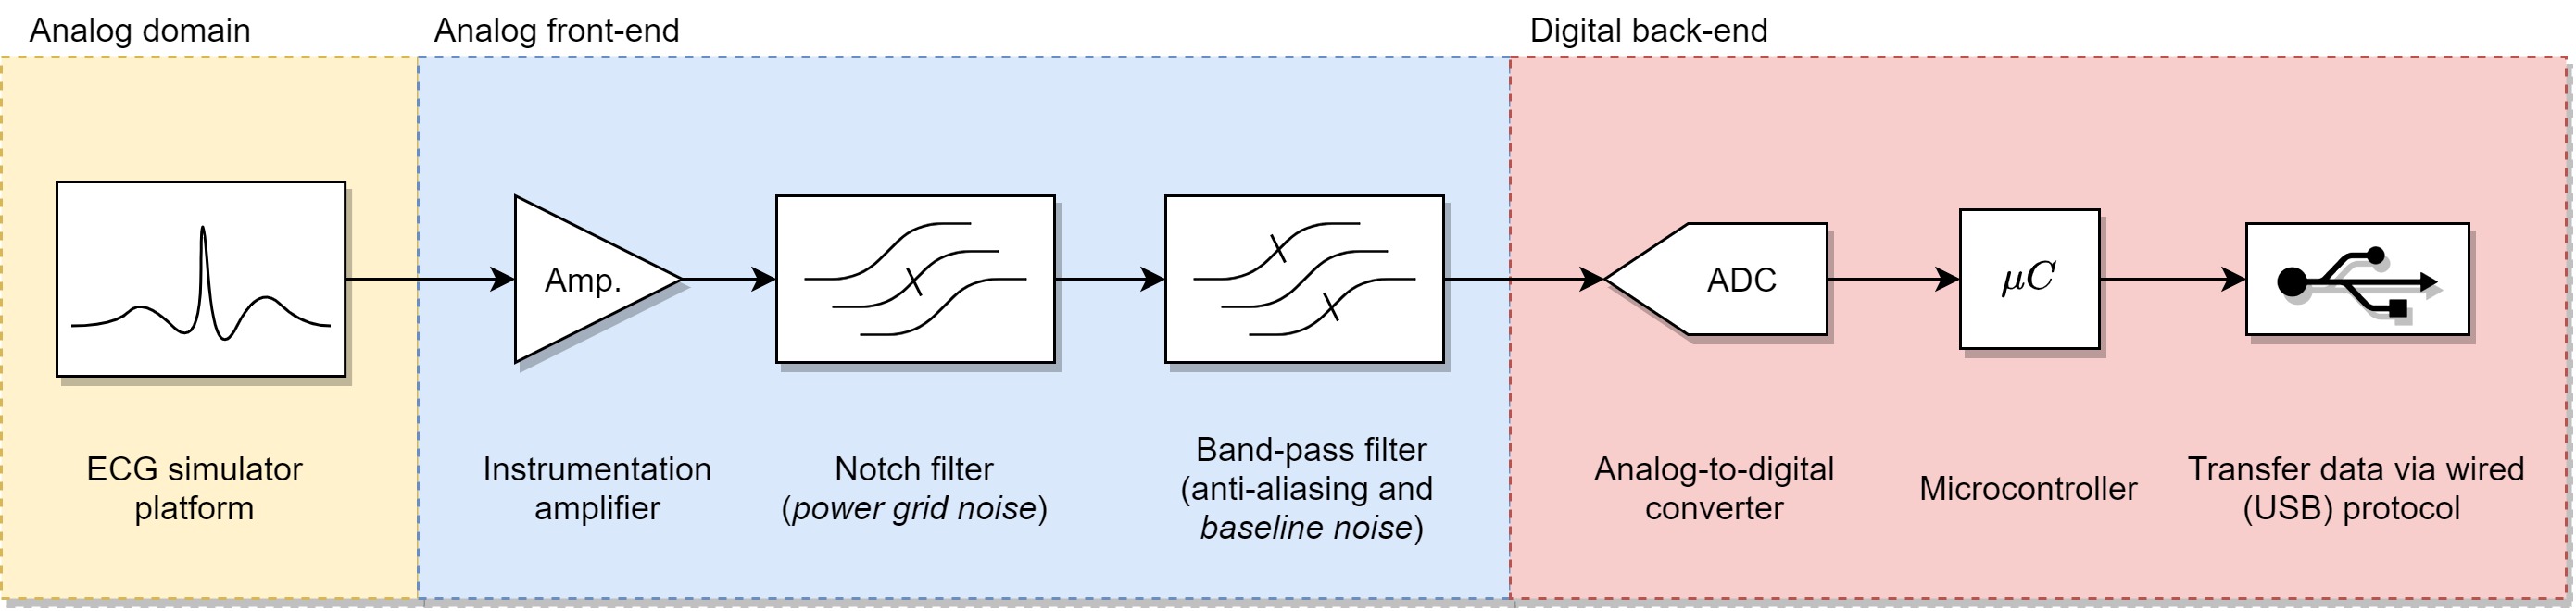 Analog domain
Analog front-end
Digital back-end
Amp.
ADC
μC
ECG simulator
platform
Instrumentation
amplifier
Notch filter
(power grid noise)
Band-pass filter
(anti-aliasing and
baseline noise)
Analog-to-digital
converter
Microcontroller
Transfer data via wired
(USB) protocol